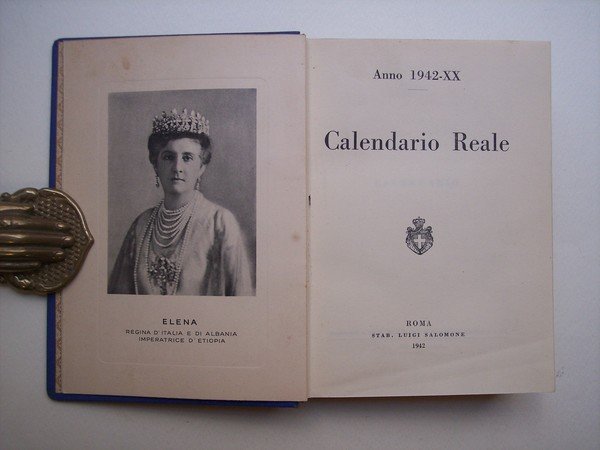 ELENA
REGINA D'ITALIA E DI ALBANIA
IMPERATRICE D'ETIOPIA
Anno 1942-XX
Calendario Reale
ROMA
STAB. LUIGI SALOMONE
1942